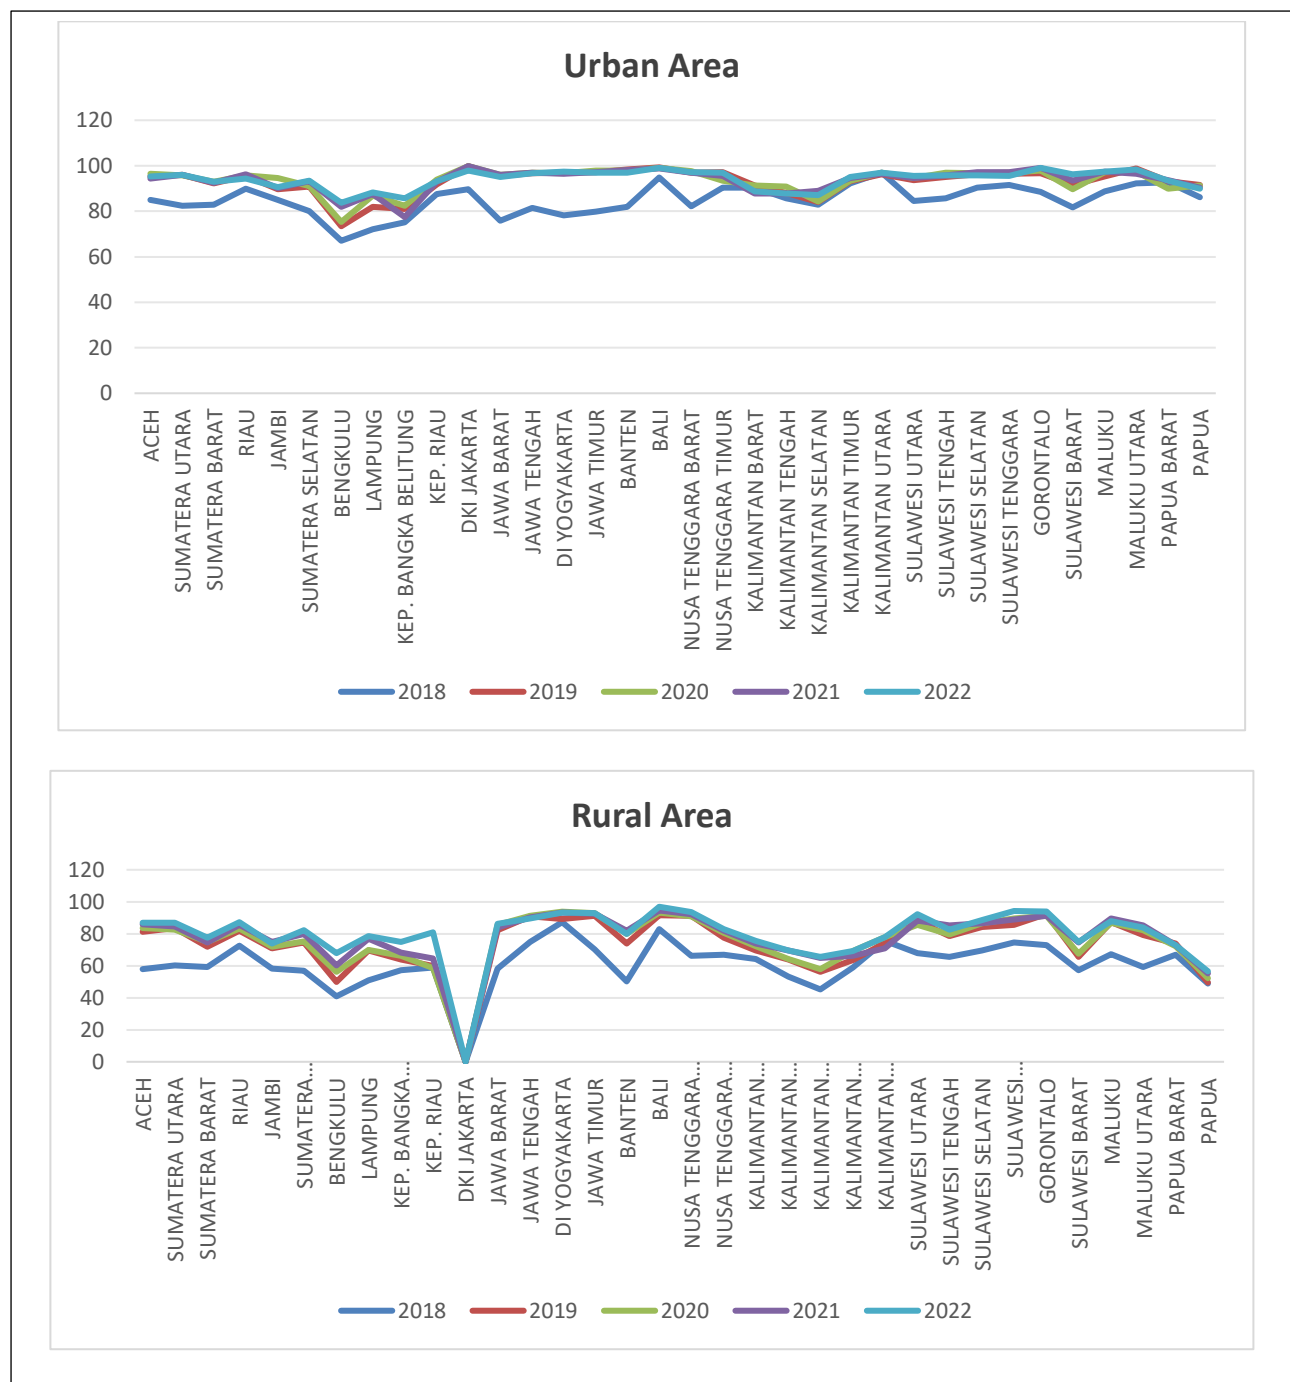 Urban Area
120
100
80
60
40
20
0
ACEH
SUMATERA UTARA
SUMATERA BARAT
RIAU
JAMBI
SUMATERA SELATAN
BENGKULU
LAMPUNG
KEP. BANGKA BELITUNG
KEP. RIAU
DKI JAKARTA
JAWA BARAT
JAWA TENGAH
DI YOGYAKARTA
JAWA TIMUR
BANTEN
BALI
NUSA TENGGARA BARAT
NUSA TENGGARA TIMUR
KALIMANTAN BARAT
KALIMANTAN TENGAH
KALIMANTAN SELATAN
KALIMANTAN TIMUR
KALIMANTAN UTARA
SULAWESI UTARA
SULAWESI TENGAH
SULAWESI SELATAN
SULAWESI TENGGARA
GORONTALO
SULAWESI BARAT
MALUKU
MALUKU UTARA
PAPUA BARAT
PAPUA
2018 2019 2020 2021 2022
Rural Area
120
100
80
60
40
20
0
ACEH
SUMATERA UTARA
SUMATERA BARAT
RIAU
JAMBI
SUMATERA…
BENGKULU
LAMPUNG
KEP. BANGKA…
KEP. RIAU
DKI JAKARTA
JAWA BARAT
JAWA TENGAH
DI YOGYAKARTA
JAWA TIMUR
BANTEN
BALI
NUSA TENGGARA…
NUSA TENGGARA…
KALIMANTAN…
KALIMANTAN…
KALIMANTAN…
KALIMANTAN…
KALIMANTAN…
SULAWESI UTARA
SULAWESI TENGAH
SULAWESI SELATAN
SULAWESI…
GORONTALO
SULAWESI BARAT
MALUKU
MALUKU UTARA
PAPUA BARAT
PAPUA
2018 2019 2020 2021 2022